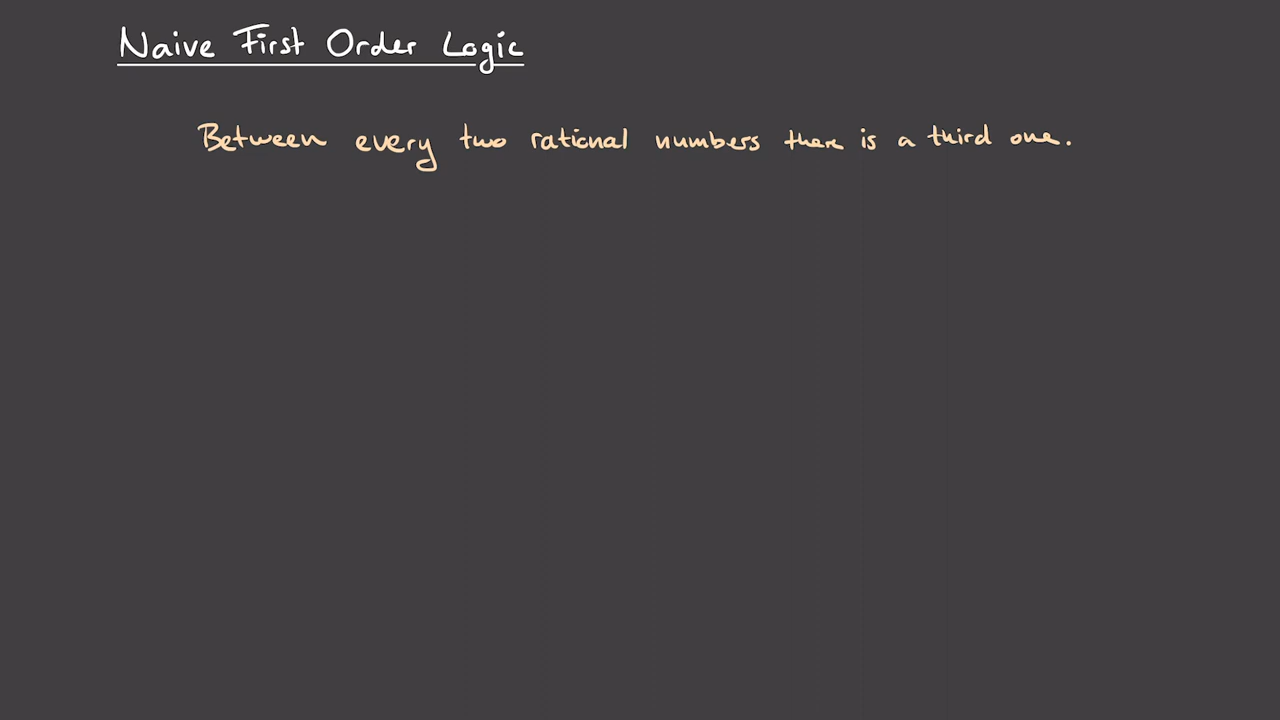 Naive First Order Logic
Between every two rational numbers there is a third one.